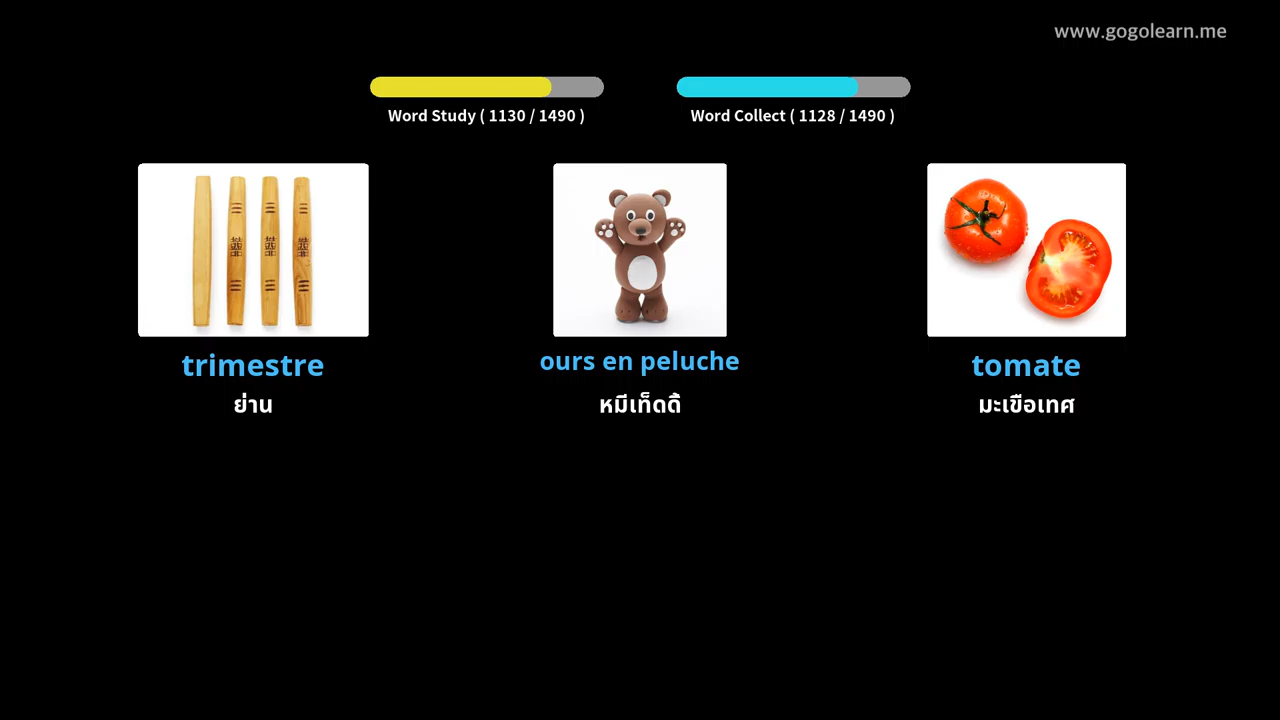 www.gogolearn.me
Word Study ( 1130 / 1490 )
Word Collect ( 1128 / 1490 )
trimestre
ours en peluche
tomate
ย่าน
หมีเท็ดดี้
มะเขือเทศ